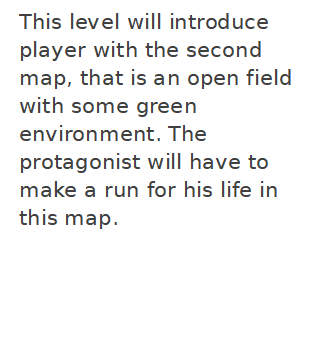 This level will introduce
player with the second
map, that is an open field
with some green
environment. The
protagonist will have to
make a run for his life in
this map.